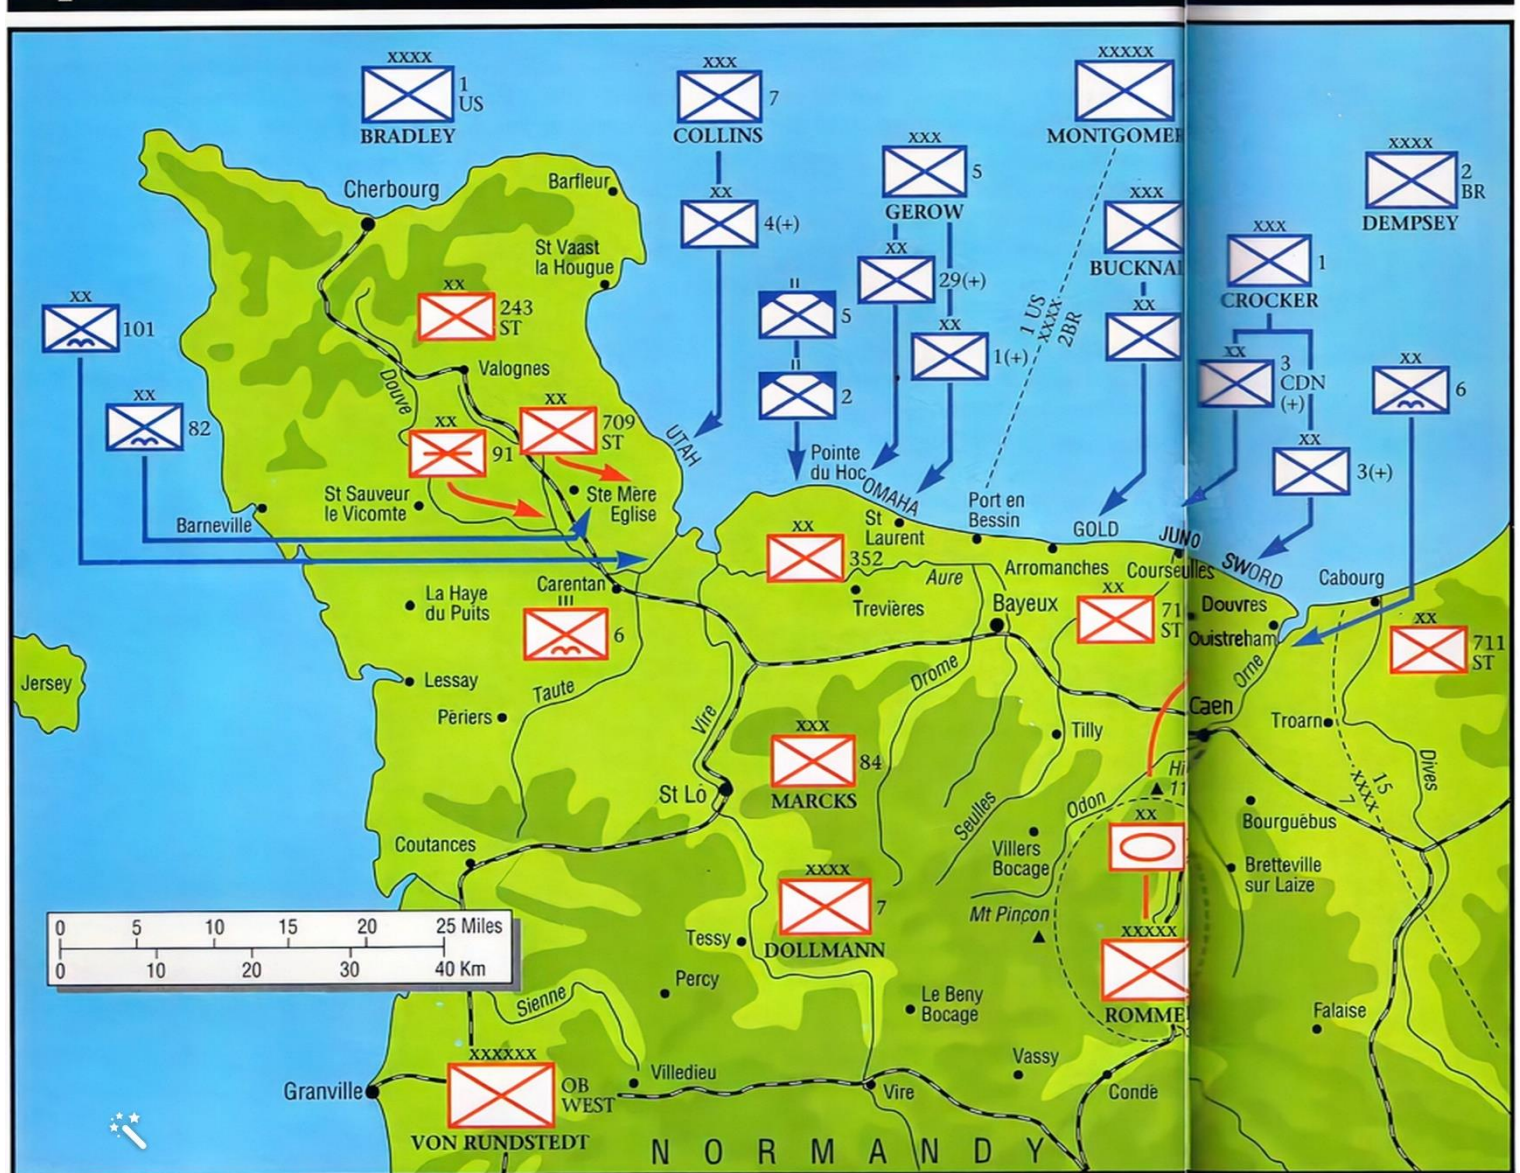 XXXX
1
US
BRADLEY
XXX
7
COLLINS
XX
4(+)
XXX
5
GEROW
XX
29(+)
XX
1(+)
XXXXX
MONTGOMER
XXX
BUCKNA
XX
XXXX
2
BR
DEMPSEY
XXX
1
CROCKER
XX
3
CDN
(+)
XX
3(+)
XX
6
II
5
II
2
1 US
XXXX
2BR
XX
101
XX
82
Cherbourg
Barfleur
St Vaast
la Hougue
XX
243
ST
Valognes
Douve
XX
709
ST
XX
91
UTAH
St Sauveur
le Vicomte
Ste Mère
Eglise
Barneville
Pointe
du Hoc
OMAHA
St
Laurent
Port en
Bessin
GOLD
JUNO
SWORD
Arromanches
Courseulles
Cabourg
XX
352
Aure
Trevières
Bayeux
XX
71
ST
Douvres
Ouistreham
XX
711
ST
Carentan
III
6
La Haye
du Puits
Jersey
Lessay
Périers
Taute
Vire
Drome
Orne
Caen
Troarn
Tilly
Dives
XXX
84
MARCKS
St Lô
Seulles
Odon
Hi
11
15
XXXX
7
Bourguébus
Villers
Bocage
XX
Bretteville
sur Laize
Coutances
XXXX
7
DOLLMANN
Mt Pinçon
XXXXX
ROMME
0 5 10 15 20 25 Miles
0 10 20 30 40 Km
Tessy
Percy
Sienne
Le Beny
Bocage
Falaise
XXXXXX
OB
WEST
VON RUNDSTEDT
Granville
Villedieu
Vire
Vassy
Condé
NORMANDY